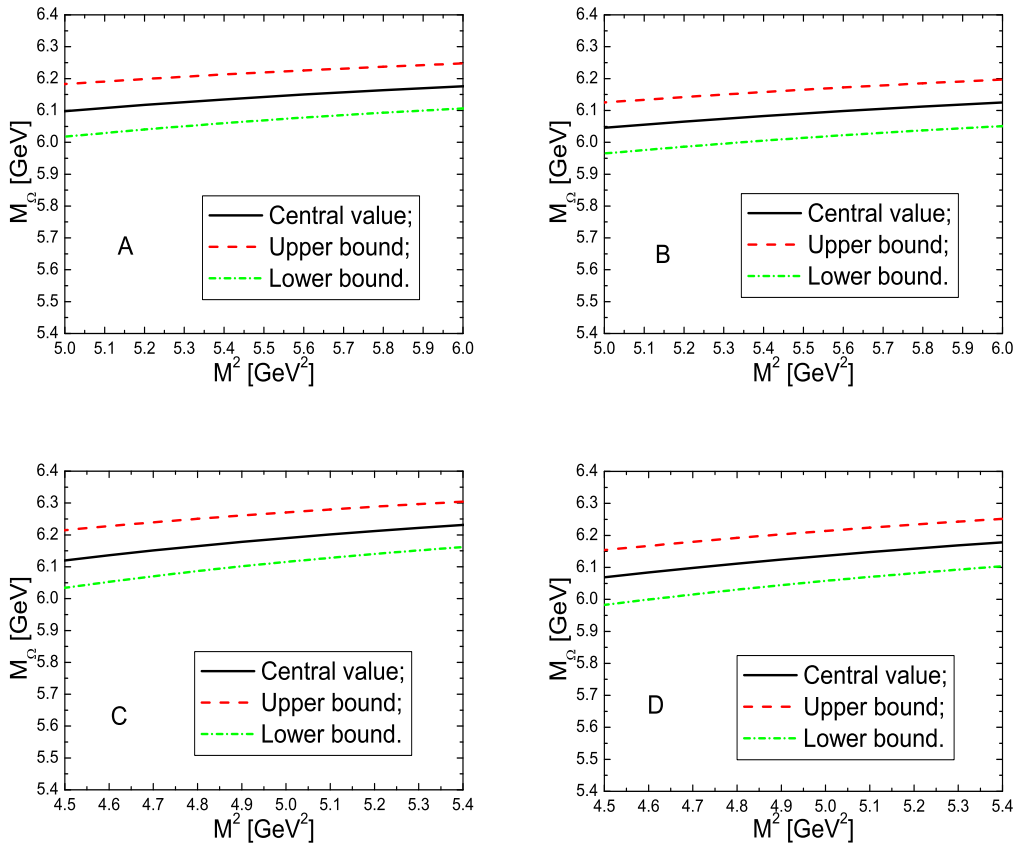 6.4
6.3
6.2
6.1
6.0
5.9
5.8
5.7
5.6
5.5
5.4
M_Ω [GeV]
Central value;
Upper bound;
Lower bound.
A
5.0 5.1 5.2 5.3 5.4 5.5 5.6 5.7 5.8 5.9 6.0
M² [GeV²]
6.4
6.3
6.2
6.1
6.0
5.9
5.8
5.7
5.6
5.5
5.4
M_Ω [GeV]
Central value;
Upper bound;
Lower bound.
B
5.0 5.1 5.2 5.3 5.4 5.5 5.6 5.7 5.8 5.9 6.0
M² [GeV²]
6.4
6.3
6.2
6.1
6.0
5.9
5.8
5.7
5.6
5.5
5.4
M_Ω [GeV]
Central value;
Upper bound;
Lower bound.
C
4.5 4.6 4.7 4.8 4.9 5.0 5.1 5.2 5.3 5.4
M² [GeV²]
6.4
6.3
6.2
6.1
6.0
5.9
5.8
5.7
5.6
5.5
5.4
M_Ω [GeV]
Central value;
Upper bound;
Lower bound.
D
4.5 4.6 4.7 4.8 4.9 5.0 5.1 5.2 5.3 5.4
M² [GeV²]